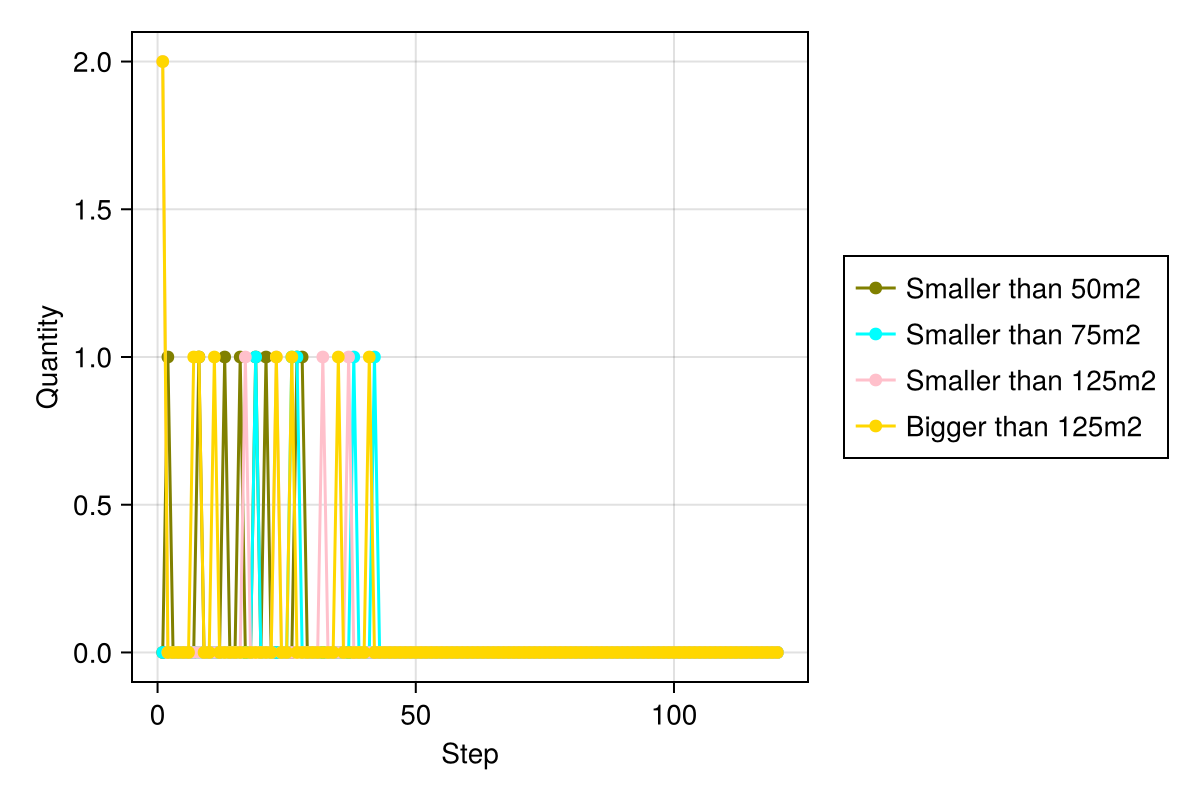 2.0
1.5
1.0
0.5
0.0
Quantity
0
50
100
Step
Smaller than 50m2
Smaller than 75m2
Smaller than 125m2
Bigger than 125m2